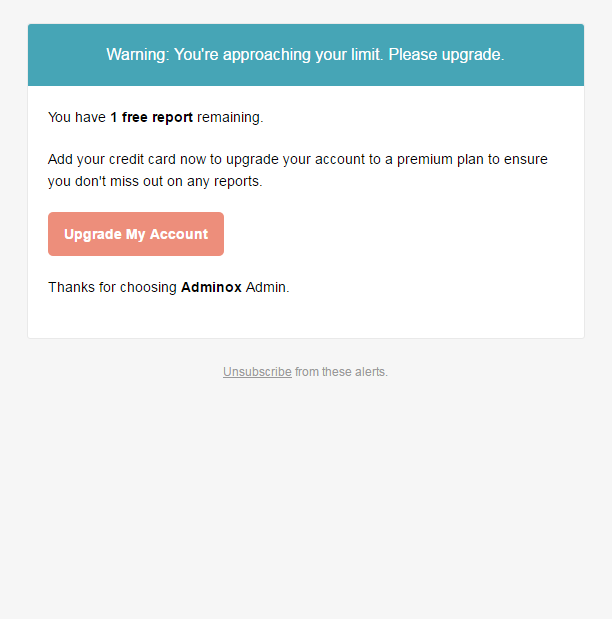 Warning: You're approaching your limit. Please upgrade.
You have 1 free report remaining.
Add your credit card now to upgrade your account to a premium plan to ensure
you don't miss out on any reports.
Upgrade My Account
Thanks for choosing Adminox Admin.
Unsubscribe from these alerts.